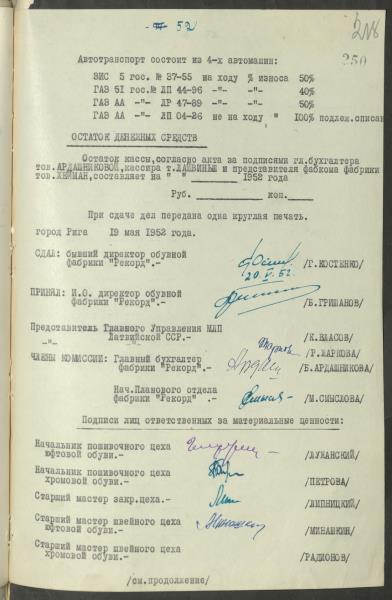 52
218
250
Автотранспорт состоит из 4-х автомашин:
ЗИС 5 гос. № 37-55 на ходу % износа 50%
ГАЗ 51 гос.№ ЛП 44-96 -"- -"- 40%
ГАЗ АА -"- ЛР 47-89 -"- -"- 50%
ГАЗ АА -"- ЛП 04-26 не на ходу " 100% подлеж.списан
ОСТАТОК ДЕНЕЖНЫХ СРЕДСТВ
Остаток кассы, согласно акта за подписями гл.бухгалтера
тов.АРДАШНИКОВОЙ, кассира т. и представителя фабкома фабрики
тов. ХЕЙМАН, составляет на " " 1952 года
Руб. коп.
При сдаче дел передана одна круглая печать.
город Рига 19 мая 1952 года.
СДАЛ: бывший директор обувной
фабрики "Рекорд".- /Г.КОСТЕНКО/
20 V. 52.
ПРИНЯЛ: И.О. директор обувной
фабрики "Рекорд".- /Б.ГРИШАНОВ/
Представитель Главного Управления МЛП
-"- Латвийской ССР.- /К.ВЛАСОВ/
/Р.ЖАРКОВА/
ЧЛЕНЫ КОМИССИИ: Главный бухгалтер
фабрики "Рекорд".- /Б.АРДАШНИКОВА/
Нач.Планового отдела
фабрики "Рекорд".- /М.СМЫСЛОВА/
Подписи лиц ответственных за материальные ценности:
Начальник пошивочного цеха
юфтовой обуви.- /ЛУКАНСКИЙ/
Начальник пошивочного цеха
хромовой обуви.- /ПЕТРОВА/
Старший мастер закр.цеха.- /ЛИПНИЦКИЙ/
Старший мастер швейного цеха
юфтовой обуви.- /МИНАШКИН/
Старший мастер швейного цеха
хромовой обуви.- /РАДИОНОВ/
/см.продолжение/